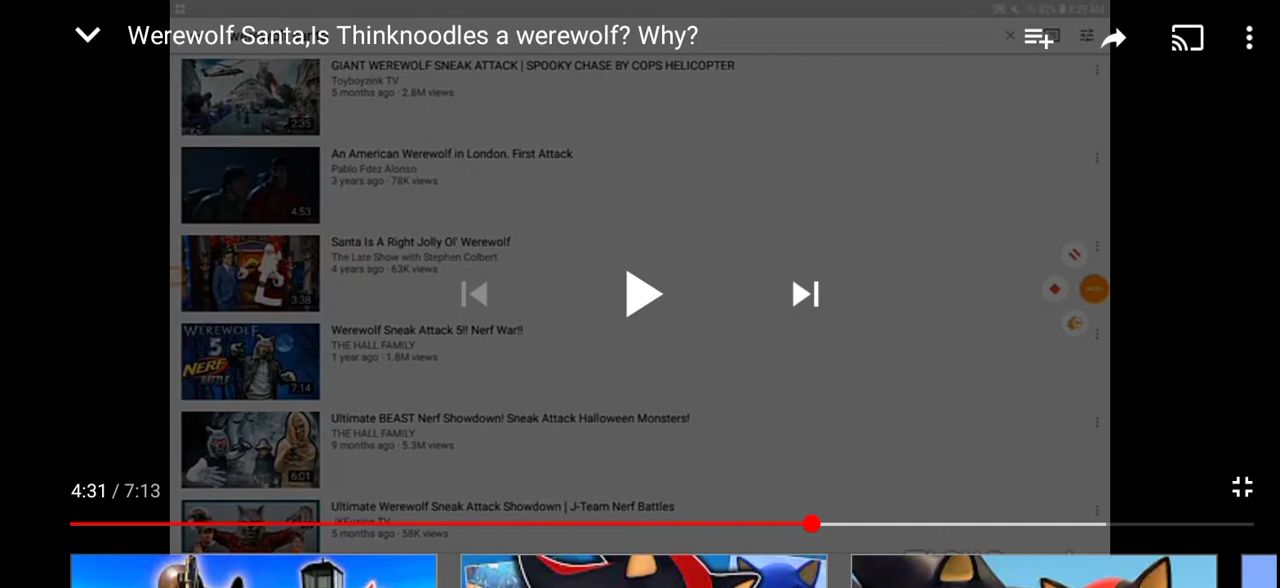 82% 8:29 AM
Werewolf Santa,is Thinknoodles a werewolf? Why?
GIANT WEREWOLF SNEAK ATTACK | SPOOKY CHASE BY COPS HELICOPTER
Toyboyzink TV
5 months ago · 2.8M views
2:35
An American Werewolf in London. First Attack
Pablo Fdez Alonso
3 years ago · 78K views
4:53
Santa Is A Right Jolly Ol' Werewolf
The Late Show with Stephen Colbert
4 years ago · 63K views
3:38
Werewolf Sneak Attack 5!! Nerf War!!
THE HALL FAMILY
1 year ago · 1.8M views
WEREWOLF
5
NERF
BATTLE
7:14
Ultimate BEAST Nerf Showdown! Sneak Attack Halloween Monsters!
THE HALL FAMILY
9 months ago · 5.3M views
6:01
Ultimate Werewolf Sneak Attack Showdown | J-Team Nerf Battles
5 months ago · 58K views
4:31 / 7:13